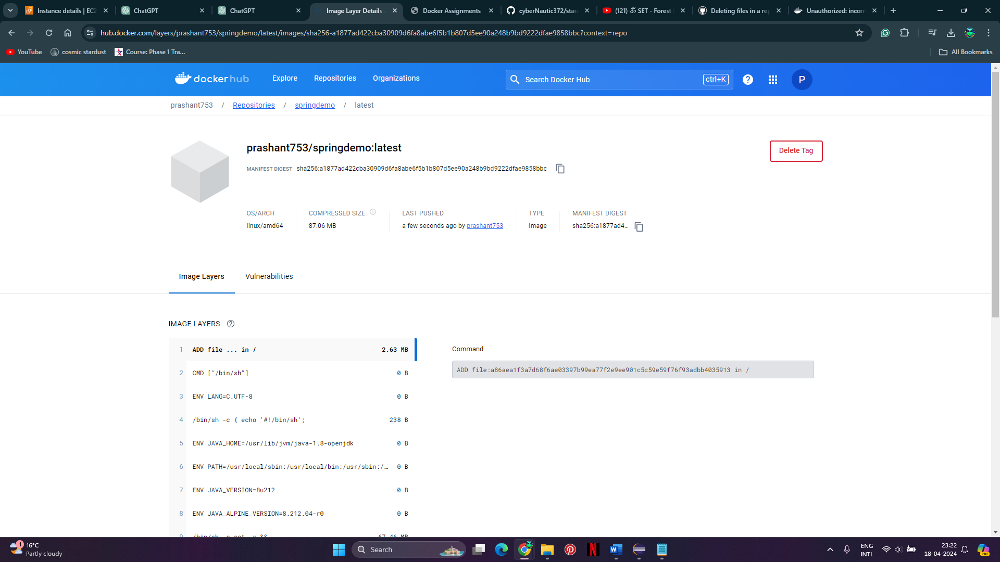 Instance details | EC2
ChatGPT
ChatGPT
Image Layer Details
Docker Assignments
cyberNautic372/star
(121) ॐ SET - Forest
Deleting files in a rep
Unauthorized: incorr
hub.docker.com/layers/prashant753/springdemo/latest/images/sha256-a1877ad422cba30909d6fa8abe6f5b1b807d5ee90a248b9bd9222dfae9858bbc?context=repo
YouTube
cosmic stardust
Course: Phase 1 Tra...
All Bookmarks
docker hub
Explore
Repositories
Organizations
Search Docker Hub
ctrl+K
?
P
prashant753 / Repositories / springdemo / latest
prashant753/springdemo:latest
Delete Tag
MANIFEST DIGEST sha256:a1877ad422cba30909d6fa8abe6f5b1b807d5ee90a248b9bd9222dfae9858bbc
OS/ARCH
linux/amd64
COMPRESSED SIZE
87.06 MB
LAST PUSHED
a few seconds ago by prashant753
TYPE
Image
MANIFEST DIGEST
sha256:a1877ad4...
Image Layers
Vulnerabilities
IMAGE LAYERS ?
1 ADD file ... in / 2.63 MB
2 CMD ["/bin/sh"] 0 B
3 ENV LANG=C.UTF-8 0 B
4 /bin/sh -c { echo '#!/bin/sh'; 238 B
5 ENV JAVA_HOME=/usr/lib/jvm/java-1.8-openjdk 0 B
6 ENV PATH=/usr/local/sbin:/usr/local/bin:/usr/sbin:/… 0 B
7 ENV JAVA_VERSION=8u212 0 B
8 ENV JAVA_ALPINE_VERSION=8.212.04-r0 0 B
9 /bin/sh -c set -x && 67.46 MB
Command
ADD file:a86aea1f3a7d68f6ae03397b99ea77f2e9ee901c5c59e59f76f93adbb4035913 in /
1
16°C
Partly cloudy
Search
N
W
ENG
INTL
23:22
18-04-2024
PRE